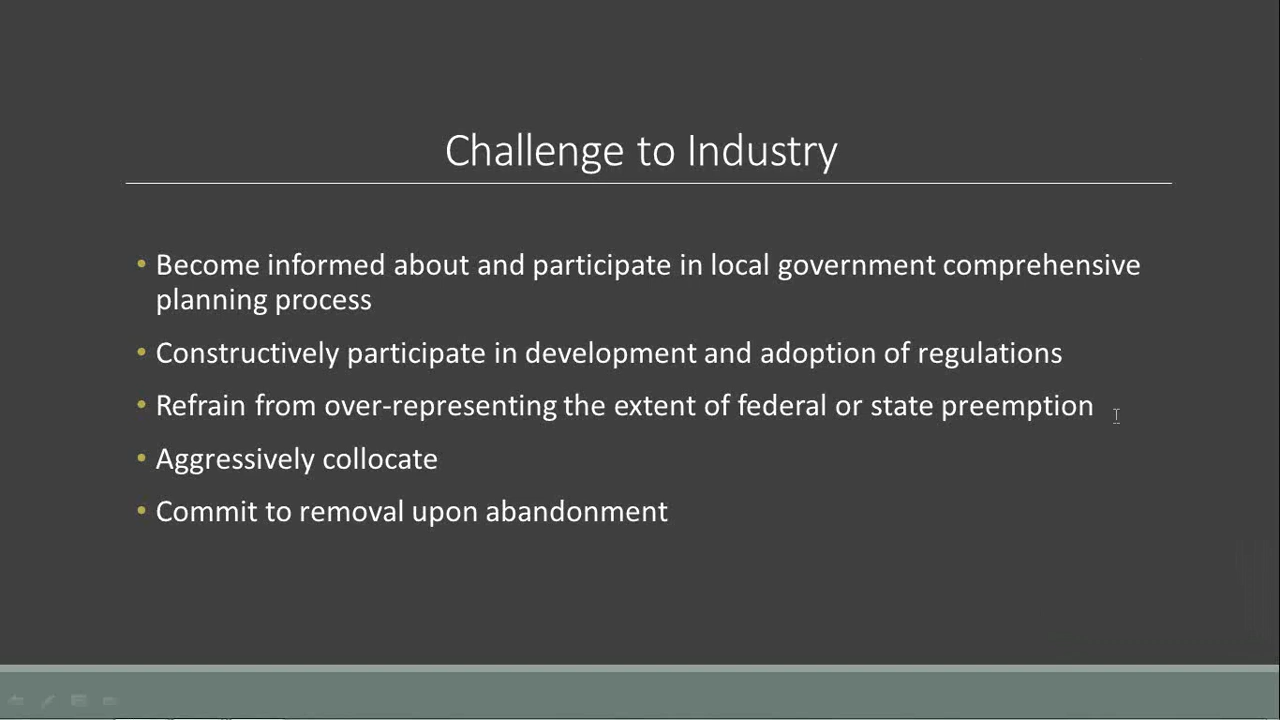 Challenge to Industry
• Become informed about and participate in local government comprehensive
planning process
• Constructively participate in development and adoption of regulations
• Refrain from over-representing the extent of federal or state preemption
• Aggressively collocate
• Commit to removal upon abandonment